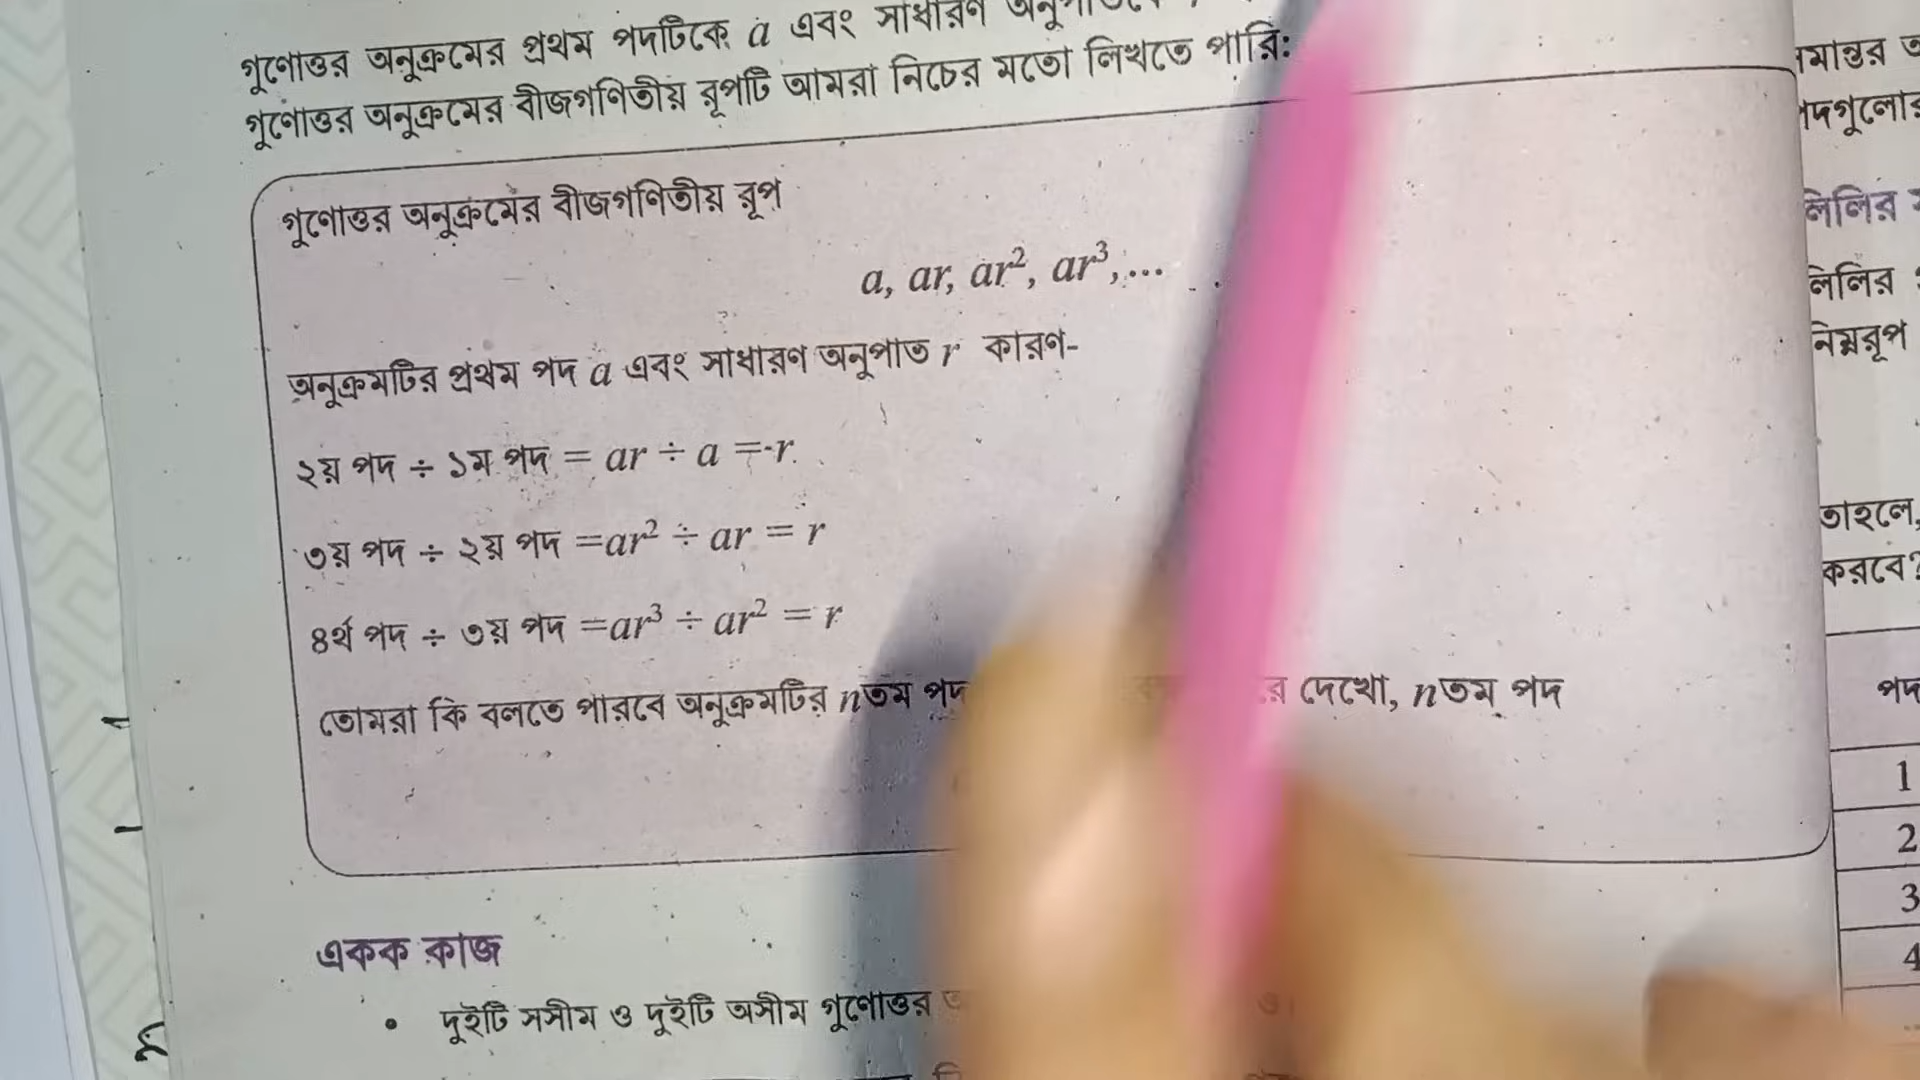 গুণোত্তর অনুক্রমের প্রথম পদটিকে a এবং সাধারণ
গুণোত্তর অনুক্রমের বীজগণিতীয় রূপটি আমরা নিচের মতো লিখতে পারি:
গুণোত্তর অনুক্রমের বীজগণিতীয় রূপ
a, ar, ar², ar³,...
অনুক্রমটির প্রথম পদ a এবং সাধারণ অনুপাত r কারণ-
২য় পদ ÷ ১ম পদ = ar ÷ a = r
৩য় পদ ÷ ২য় পদ =ar² ÷ ar = r
৪র্থ পদ ÷ ৩য় পদ =ar³ ÷ ar² = r
তোমরা কি বলতে পারবে অনুক্রমটির nতম পদ দেখো, nতম পদ
একক কাজ
• দুইটি সসীম ও দুইটি অসীম গুণোত্তর
লিলির
লিলির
নিম্নরূপ
তাহলে,
করবে?
পদ
1
2
3
4